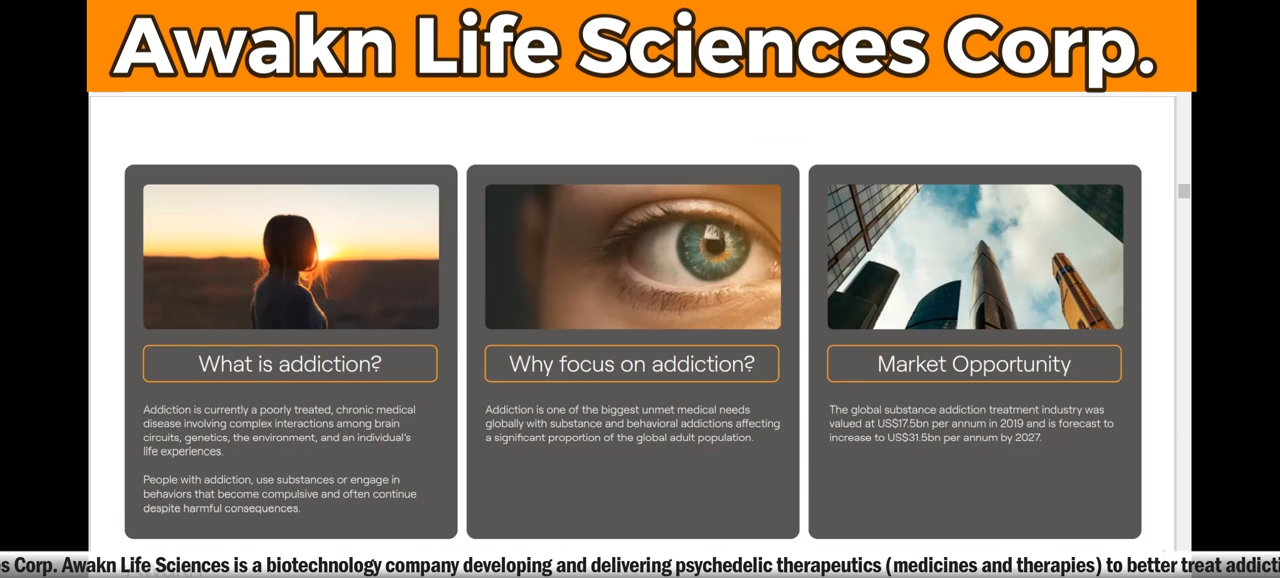 Awakn Life Sciences Corp.
What is addiction?
Addiction is currently a poorly treated, chronic medical
disease involving complex interactions among brain
circuits, genetics, the environment, and an individual's
life experiences.
People with addiction, use substances or engage in
behaviors that become compulsive and often continue
despite harmful consequences.
Why focus on addiction?
Addiction is one of the biggest unmet medical needs
globally with substance and behavioral addictions affecting
a significant proportion of the global adult population.
Market Opportunity
The global substance addiction treatment industry was
valued at US$17.5bn per annum in 2019 and is forecast to
increase to US$31.5bn per annum by 2027.
s Corp. Awakn Life Sciences is a biotechnology company developing and delivering psychedelic therapeutics (medicines and therapies) to better treat addicti